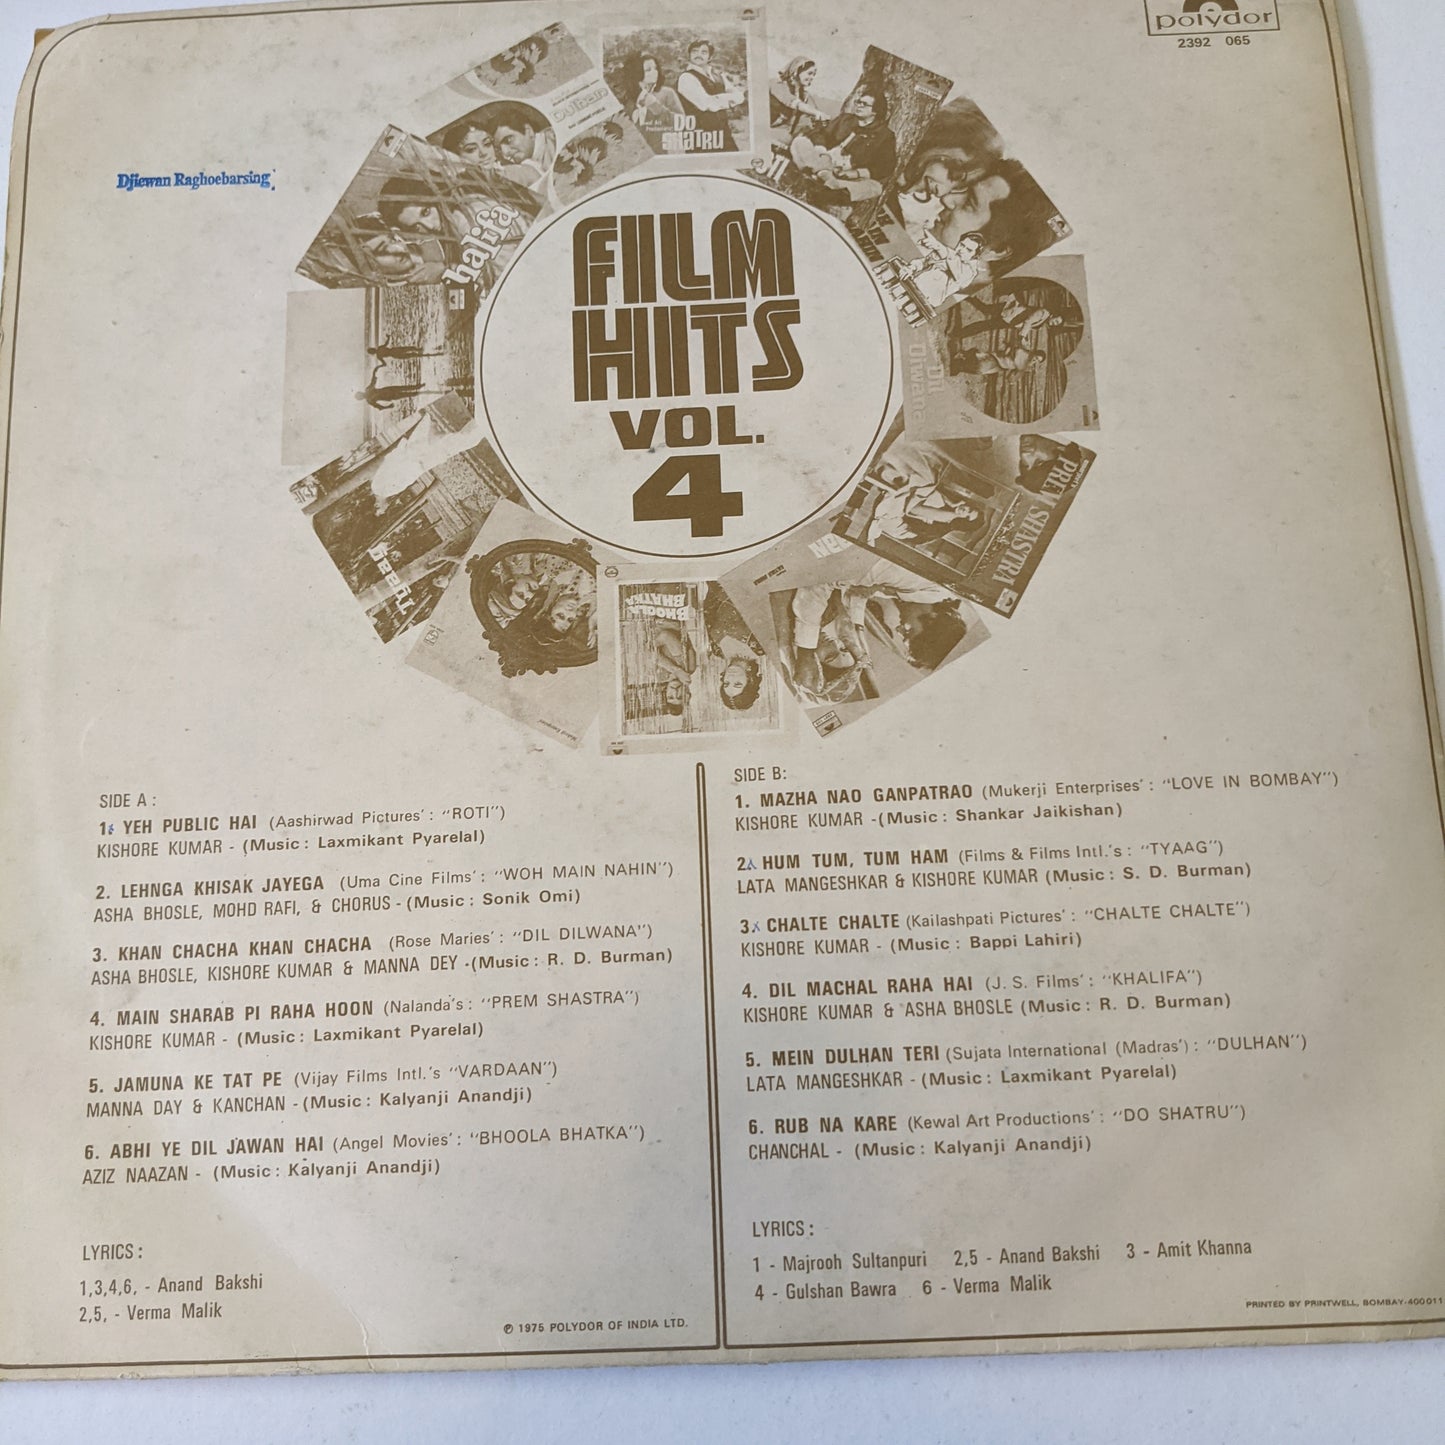 polydor
2392 065
Djiewan Raghoebarsing
Dulhan
DO
SHATRU
Khalifa
FILM
HITS
VOL.
4
Dil
Diwana
PREM SHASTRA
Tyaag
BHOOLA
BHATKA
SIDE A :
1. YEH PUBLIC HAI (Aashirwad Pictures' : "ROTI")
KISHORE KUMAR - (Music : Laxmikant Pyarelal)
2. LEHNGA KHISAK JAYEGA (Uma Cine Films' : "WOH MAIN NAHIN")
ASHA BHOSLE, MOHD RAFI, & CHORUS - (Music : Sonik Omi)
3. KHAN CHACHA KHAN CHACHA (Rose Maries' : "DIL DILWANA")
ASHA BHOSLE, KISHORE KUMAR & MANNA DEY - (Music : R. D. Burman)
4. MAIN SHARAB PI RAHA HOON (Nalanda's : "PREM SHASTRA")
KISHORE KUMAR - (Music : Laxmikant Pyarelal)
5. JAMUNA KE TAT PE (Vijay Films Intl.'s "VARDAAN")
MANNA DAY & KANCHAN - (Music : Kalyanji Anandji)
6. ABHI YE DIL JAWAN HAI (Angel Movies' : "BHOOLA BHATKA")
AZIZ NAAZAN - (Music : Kalyanji Anandji)
LYRICS :
1,3,4,6, - Anand Bakshi
2,5, - Verma Malik
℗ 1975 POLYDOR OF INDIA LTD.
SIDE B:
1. MAZHA NAO GANPATRAO (Mukerji Enterprises' : "LOVE IN BOMBAY")
KISHORE KUMAR - (Music : Shankar Jaikishan)
2. HUM TUM, TUM HAM (Films & Films Intl.'s : "TYAAG")
LATA MANGESHKAR & KISHORE KUMAR (Music : S. D. Burman)
3. CHALTE CHALTE (Kailashpati Pictures' : "CHALTE CHALTE")
KISHORE KUMAR - (Music : Bappi Lahiri)
4. DIL MACHAL RAHA HAI (J. S. Films' : "KHALIFA")
KISHORE KUMAR & ASHA BHOSLE (Music : R. D. Burman)
5. MEIN DULHAN TERI (Sujata International (Madras') : "DULHAN")
LATA MANGESHKAR - (Music : Laxmikant Pyarelal)
6. RUB NA KARE (Kewal Art Productions' : "DO SHATRU")
CHANCHAL - (Music : Kalyanji Anandji)
LYRICS :
1 - Majrooh Sultanpuri 2,5 - Anand Bakshi 3 - Amit Khanna
4 - Gulshan Bawra 6 - Verma Malik
PRINTED BY PRINTWELL, BOMBAY-400011